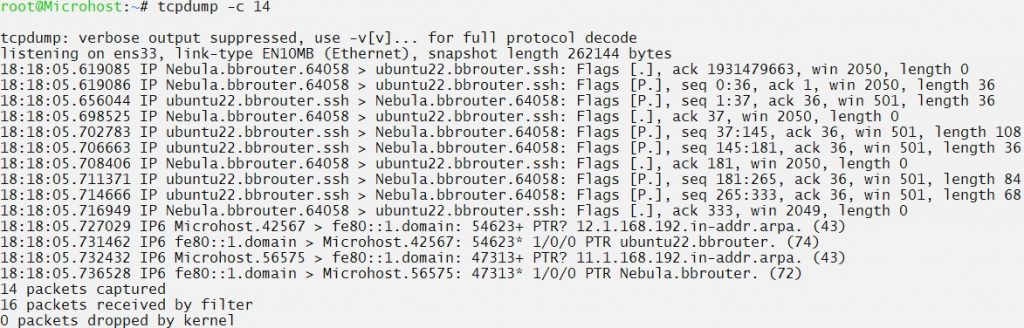 root@Microhost:~# tcpdump -c 14
tcpdump: verbose output suppressed, use -v[v]... for full protocol decode
listening on ens33, link-type EN10MB (Ethernet), snapshot length 262144 bytes
18:18:05.619085 IP Nebula.bbrouter.64058 > ubuntu22.bbrouter.ssh: Flags [.], ack 1931479663, win 2050, length 0
18:18:05.619086 IP Nebula.bbrouter.64058 > ubuntu22.bbrouter.ssh: Flags [P.], seq 0:36, ack 1, win 2050, length 36
18:18:05.656044 IP ubuntu22.bbrouter.ssh > Nebula.bbrouter.64058: Flags [P.], seq 1:37, ack 36, win 501, length 36
18:18:05.698525 IP Nebula.bbrouter.64058 > ubuntu22.bbrouter.ssh: Flags [.], ack 37, win 2050, length 0
18:18:05.702783 IP ubuntu22.bbrouter.ssh > Nebula.bbrouter.64058: Flags [P.], seq 37:145, ack 36, win 501, length 108
18:18:05.706663 IP ubuntu22.bbrouter.ssh > Nebula.bbrouter.64058: Flags [P.], seq 145:181, ack 36, win 501, length 36
18:18:05.708406 IP Nebula.bbrouter.64058 > ubuntu22.bbrouter.ssh: Flags [.], ack 181, win 2050, length 0
18:18:05.711371 IP ubuntu22.bbrouter.ssh > Nebula.bbrouter.64058: Flags [P.], seq 181:265, ack 36, win 501, length 84
18:18:05.714666 IP ubuntu22.bbrouter.ssh > Nebula.bbrouter.64058: Flags [P.], seq 265:333, ack 36, win 501, length 68
18:18:05.716949 IP Nebula.bbrouter.64058 > ubuntu22.bbrouter.ssh: Flags [.], ack 333, win 2049, length 0
18:18:05.727029 IP6 Microhost.42567 > fe80::1.domain: 54623+ PTR? 12.1.168.192.in-addr.arpa. (43)
18:18:05.731462 IP6 fe80::1.domain > Microhost.42567: 54623* 1/0/0 PTR ubuntu22.bbrouter. (74)
18:18:05.732432 IP6 Microhost.56575 > fe80::1.domain: 47313+ PTR? 11.1.168.192.in-addr.arpa. (43)
18:18:05.736528 IP6 fe80::1.domain > Microhost.56575: 47313* 1/0/0 PTR Nebula.bbrouter. (72)
14 packets captured
16 packets received by filter
0 packets dropped by kernel